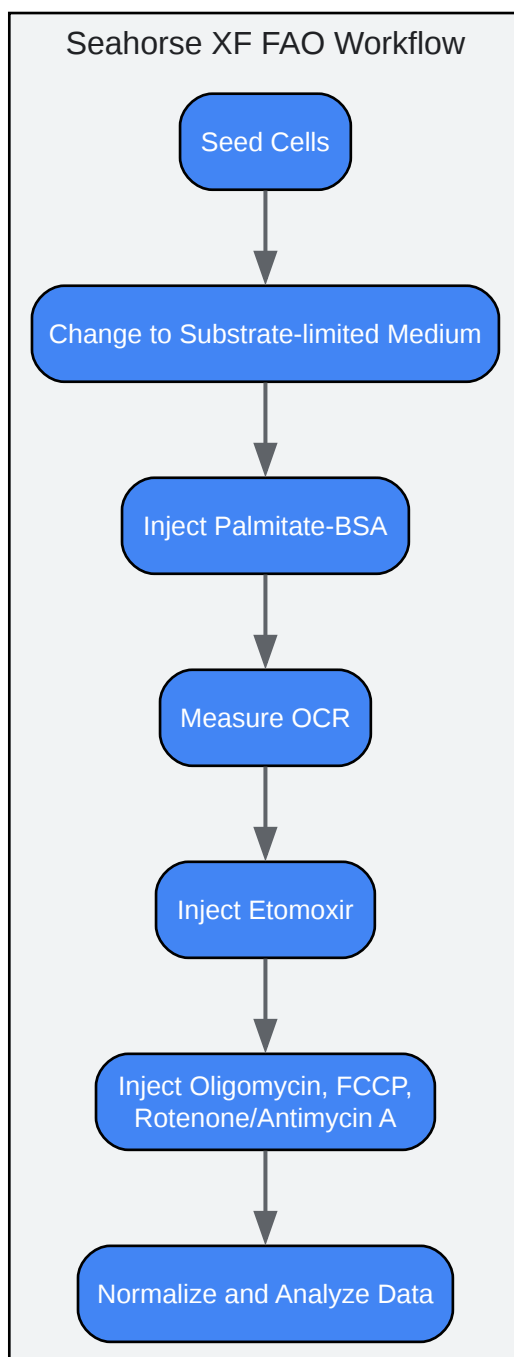 Seahorse XF FAO Workflow
Seed Cells
Change to Substrate-limited Medium
Inject Palmitate-BSA
Measure OCR
Inject Etomoxir
Inject Oligomycin, FCCP,
Rotenone/Antimycin A
Normalize and Analyze Data